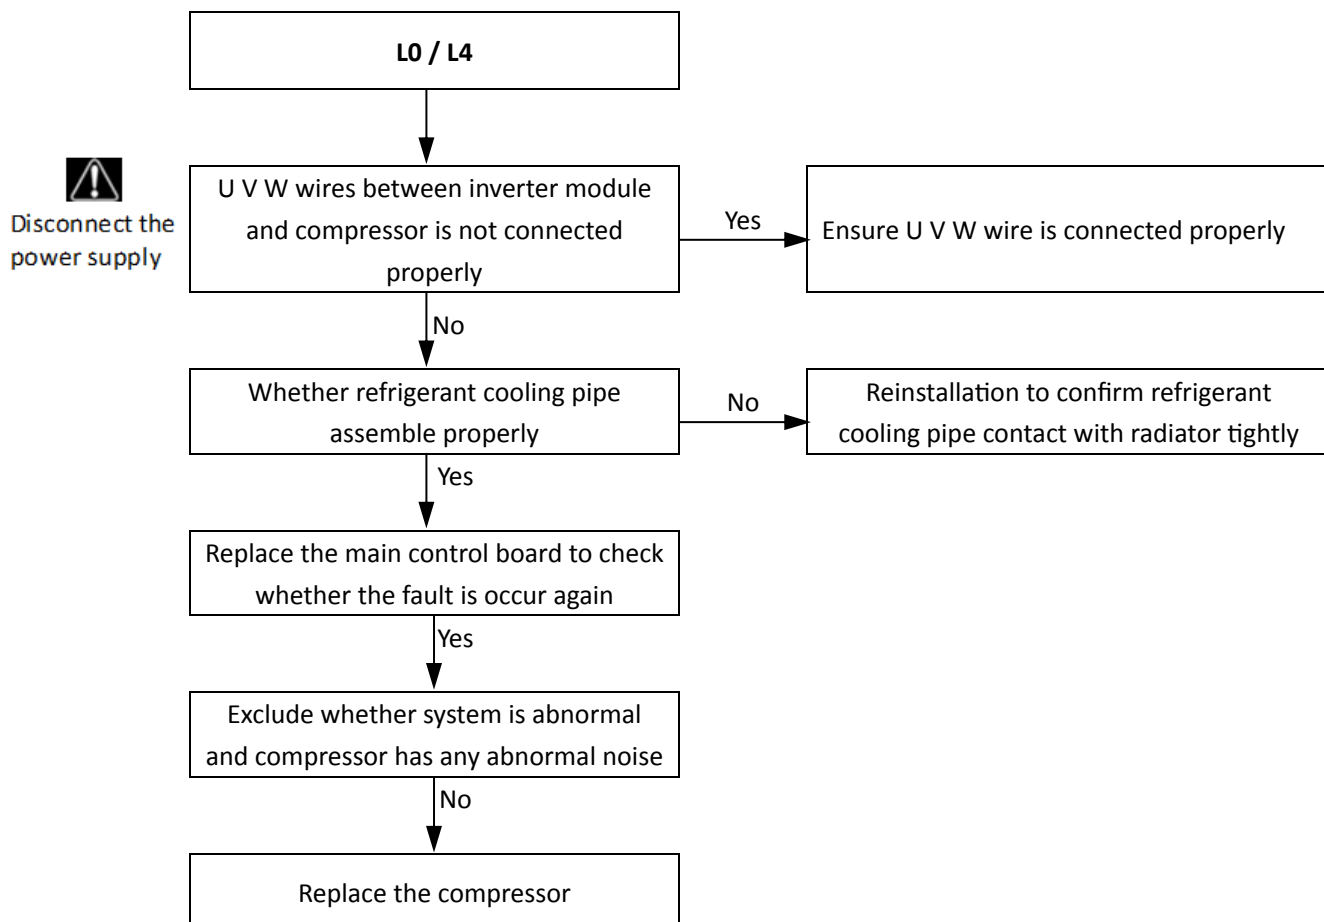 L0 / L4
Disconnect the
power supply
U V W wires between inverter module
and compressor is not connected
properly
Yes
Ensure U V W wire is connected properly
No
Whether refrigerant cooling pipe
assemble properly
No
Reinstallation to confirm refrigerant
cooling pipe contact with radiator tightly
Yes
Replace the main control board to check
whether the fault is occur again
Yes
Exclude whether system is abnormal
and compressor has any abnormal noise
No
Replace the compressor